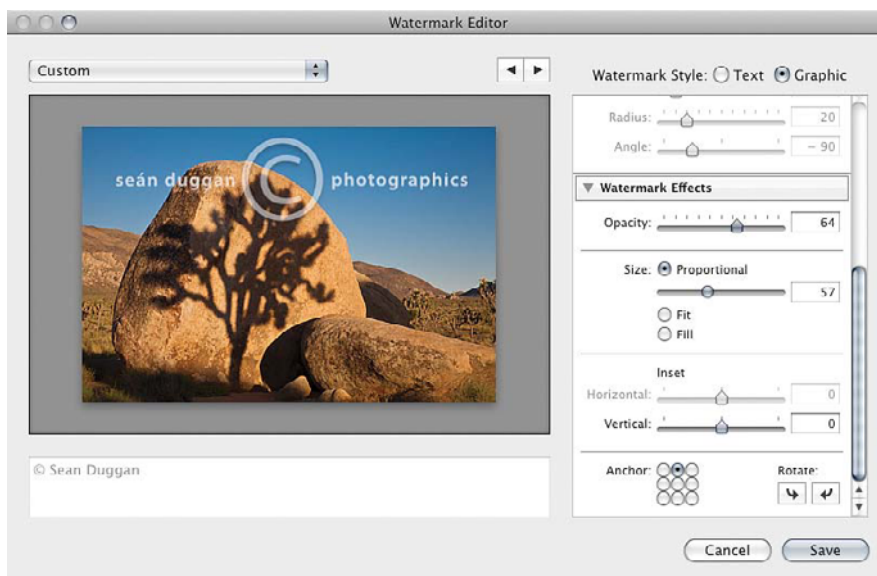 Watermark Editor
Custom
Watermark Style: Text Graphic
seán duggan © photographics
© Sean Duggan
Radius: 20
Angle: – 90
Watermark Effects
Opacity: 64
Size: Proportional
57
Fit
Fill
Inset
Horizontal: 0
Vertical: 0
Anchor: Rotate:
Cancel Save